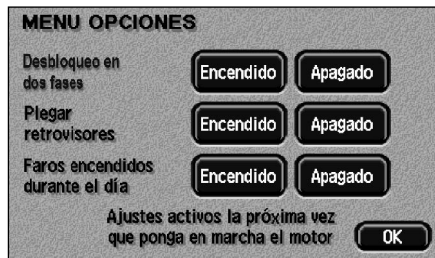 MENU OPCIONES
Desbloqueo en
dos fases
Encendido Apagado
Plegar
retrovisores
Encendido Apagado
Faros encendidos
durante el día
Encendido Apagado
Ajustes activos la próxima vez
que ponga en marcha el motor
OK